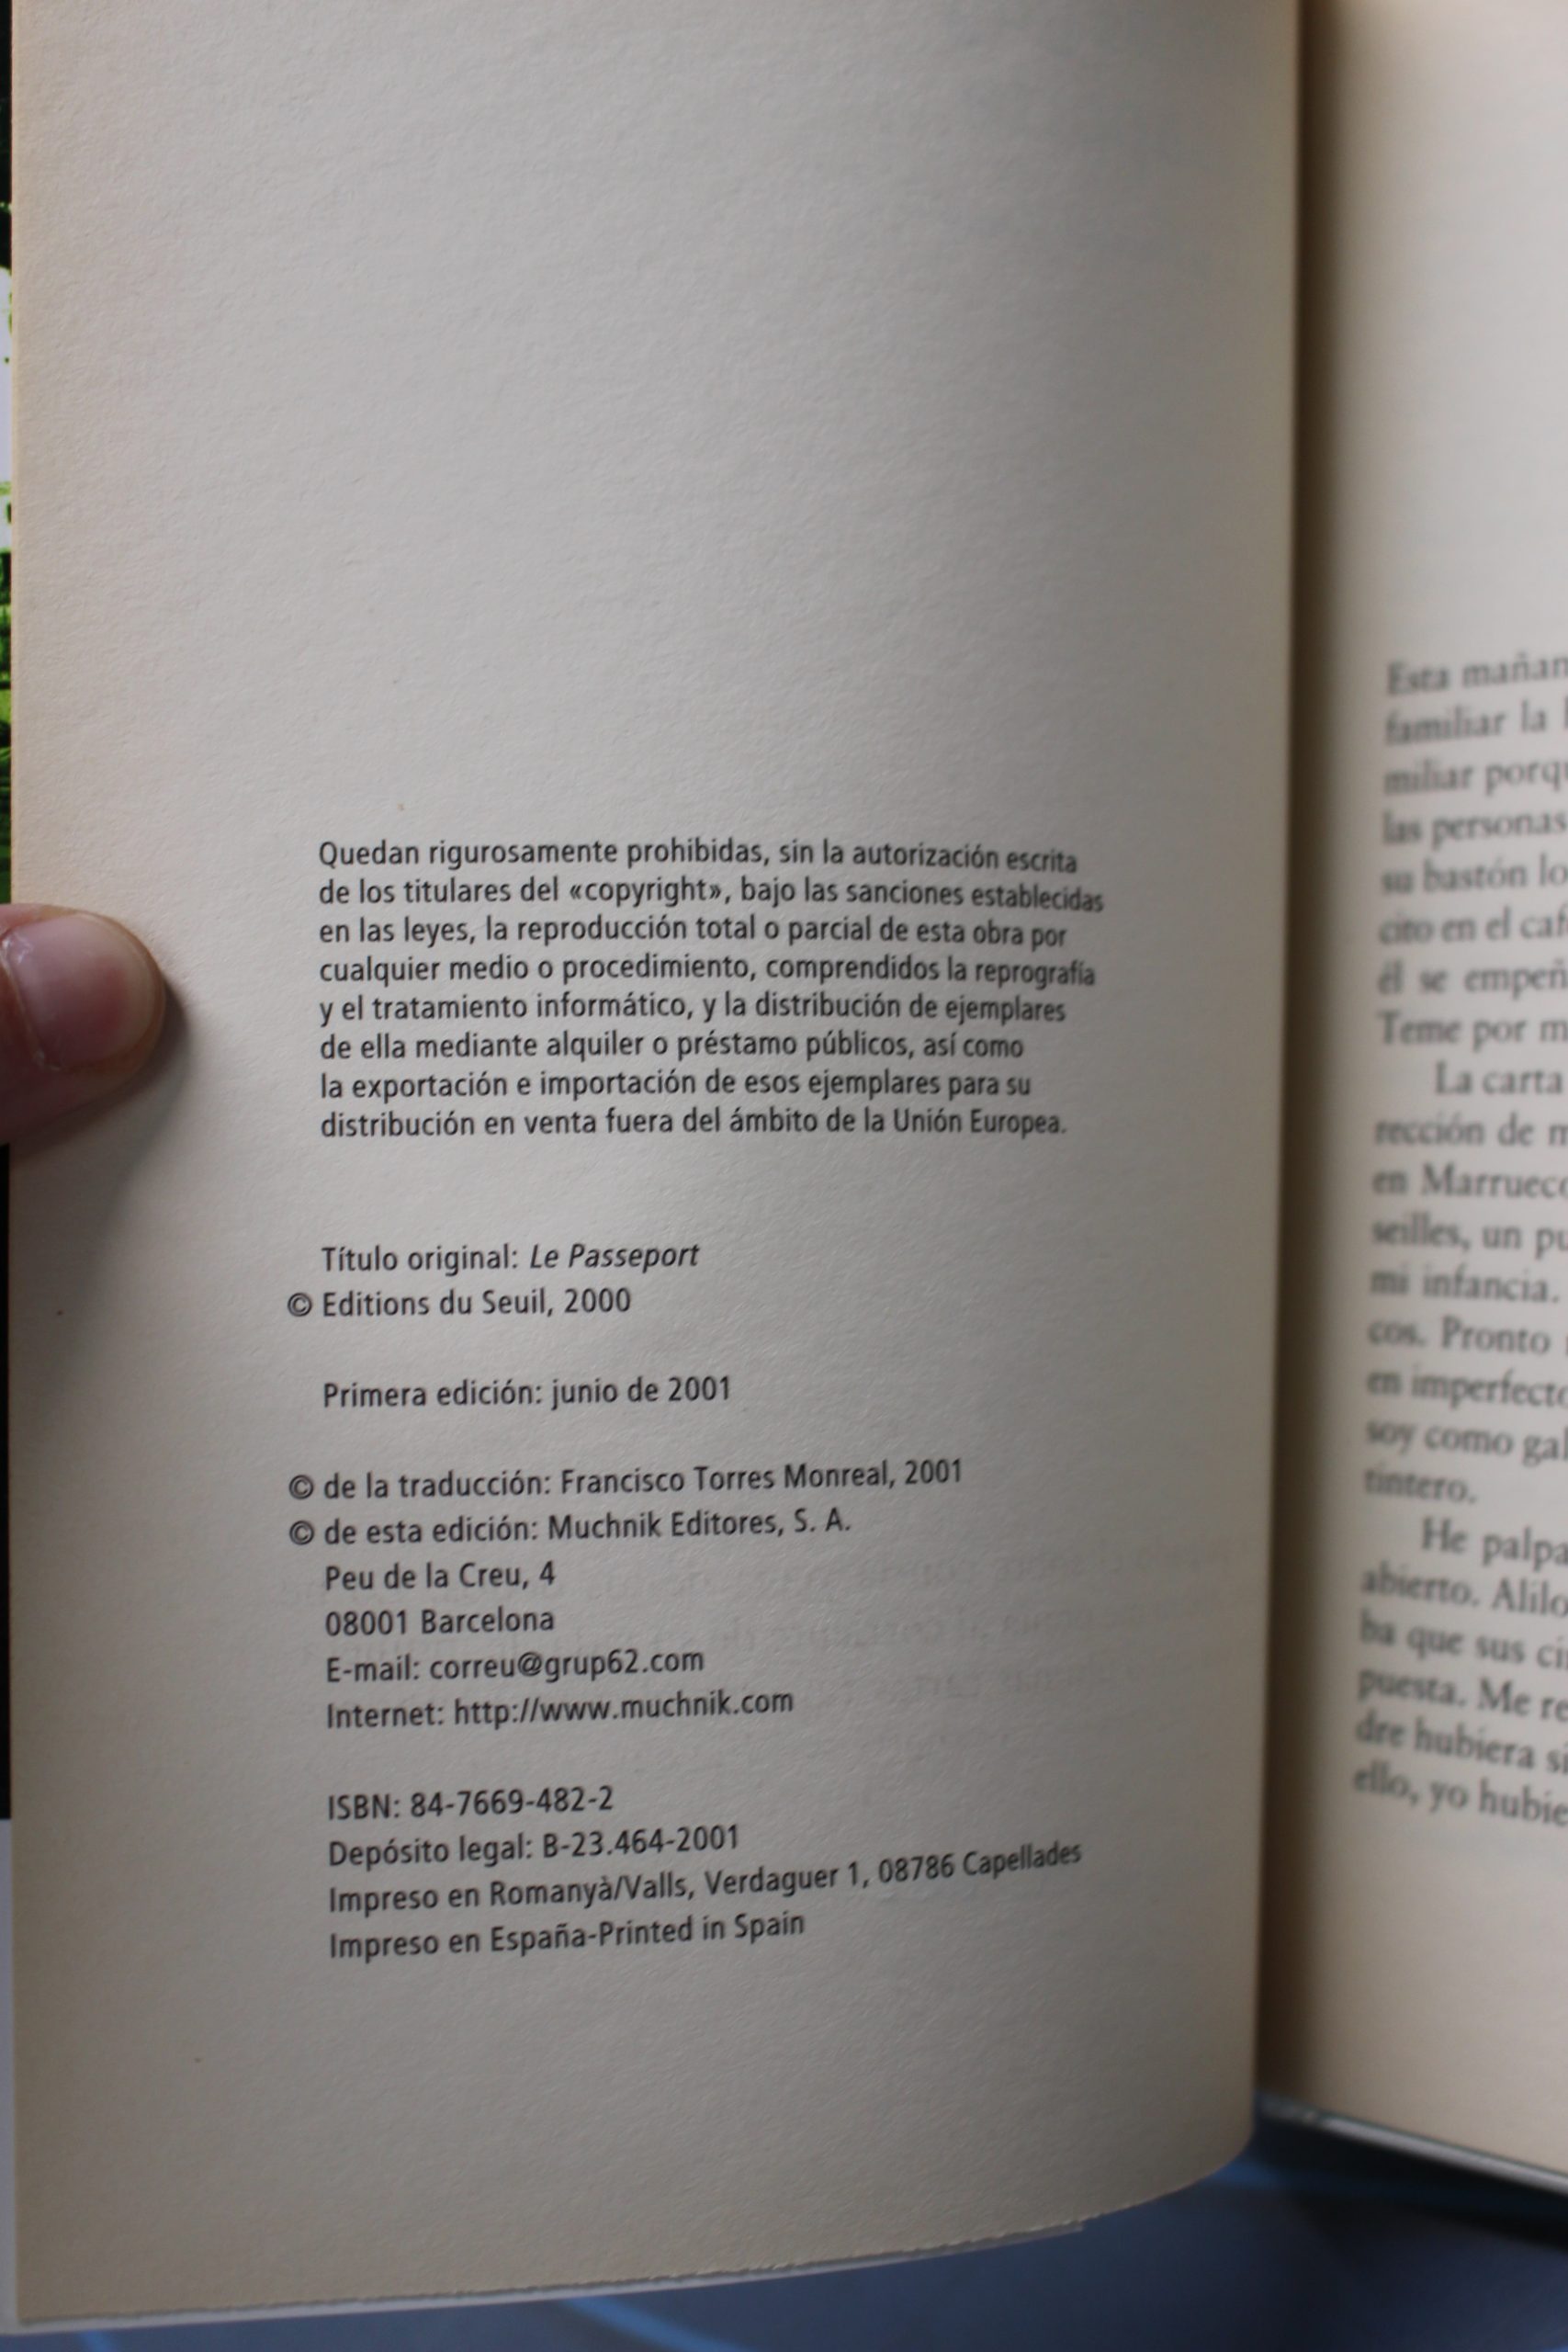 Quedan rigurosamente prohibidas, sin la autorización escrita
de los titulares del «copyright», bajo las sanciones establecidas
en las leyes, la reproducción total o parcial de esta obra por
cualquier medio o procedimiento, comprendidos la reprografía
y el tratamiento informático, y la distribución de ejemplares
de ella mediante alquiler o préstamo públicos, así como
la exportación e importación de esos ejemplares para su
distribución en venta fuera del ámbito de la Unión Europea.
Título original: Le Passeport
© Editions du Seuil, 2000
Primera edición: junio de 2001
© de la traducción: Francisco Torres Monreal, 2001
© de esta edición: Muchnik Editores, S. A.
Peu de la Creu, 4
08001 Barcelona
E-mail: correu@grup62.com
Internet: http://www.muchnik.com
ISBN: 84-7669-482-2
Depósito legal: B-23.464-2001
Impreso en Romanyà/Valls, Verdaguer 1, 08786 Capellades
Impreso en España-Printed in Spain
Esta mañan
familiar la
miliar porqu
las personas
su bastón lo
cito en el caf
él se empeñ
Teme por m
La carta
rección de m
en Marrueco
seilles, un pu
mi infancia.
cos. Pronto
en imperfecto
soy como gal
tintero.
He palpa
abierto. Alilo
ba que sus ci
puesta. Me re
dre hubiera si
ello, yo hubie